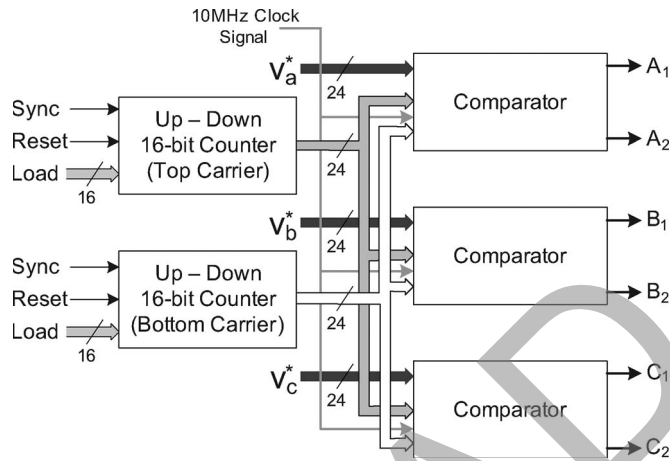 10MHz Clock
Signal
V*a
24
Comparator
A1
A2
Sync
Reset
Load
16
Up – Down
16-bit Counter
(Top Carrier)
24
V*b
24
Comparator
B1
B2
Sync
Reset
Load
16
Up – Down
16-bit Counter
(Bottom Carrier)
24
V*c
24
Comparator
C1
C2